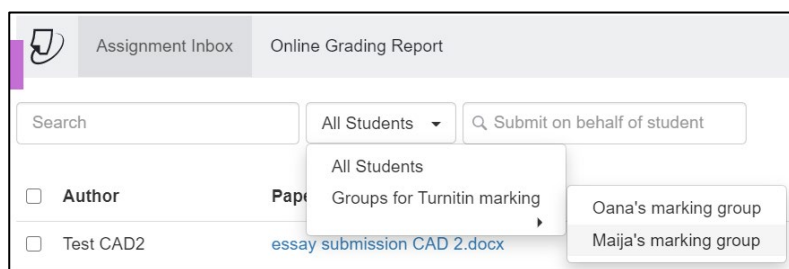 Assignment Inbox Online Grading Report
Search All Students Submit on behalf of student
All Students
Author Groups for Turnitin marking
Oana's marking group
Test CAD2 essay submission CAD 2.docx Maija's marking group